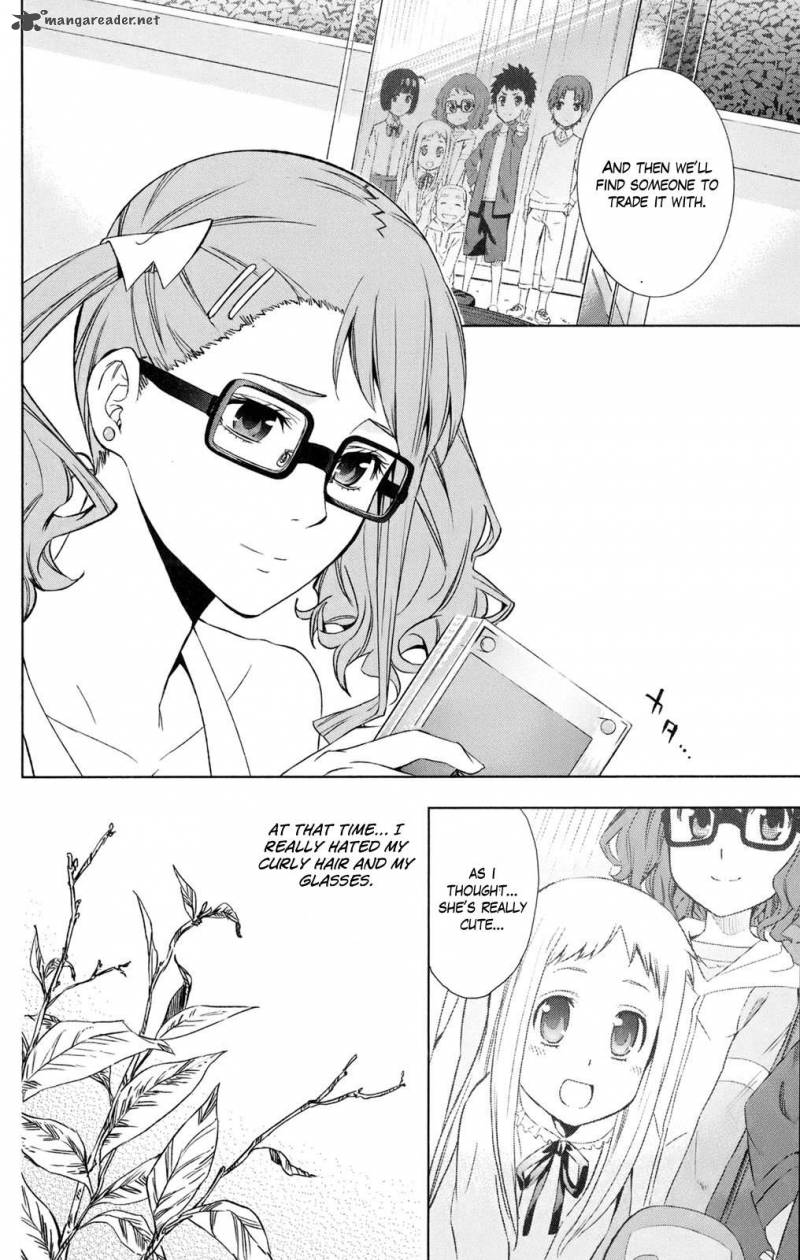 mangareader.net
AND THEN WE'LL
FIND SOMEONE TO
TRADE IT WITH.
カタ...
AS I
THOUGHT...
SHE'S REALLY
CUTE...
AT THAT TIME... I
REALLY HATED MY
CURLY HAIR AND MY
GLASSES.